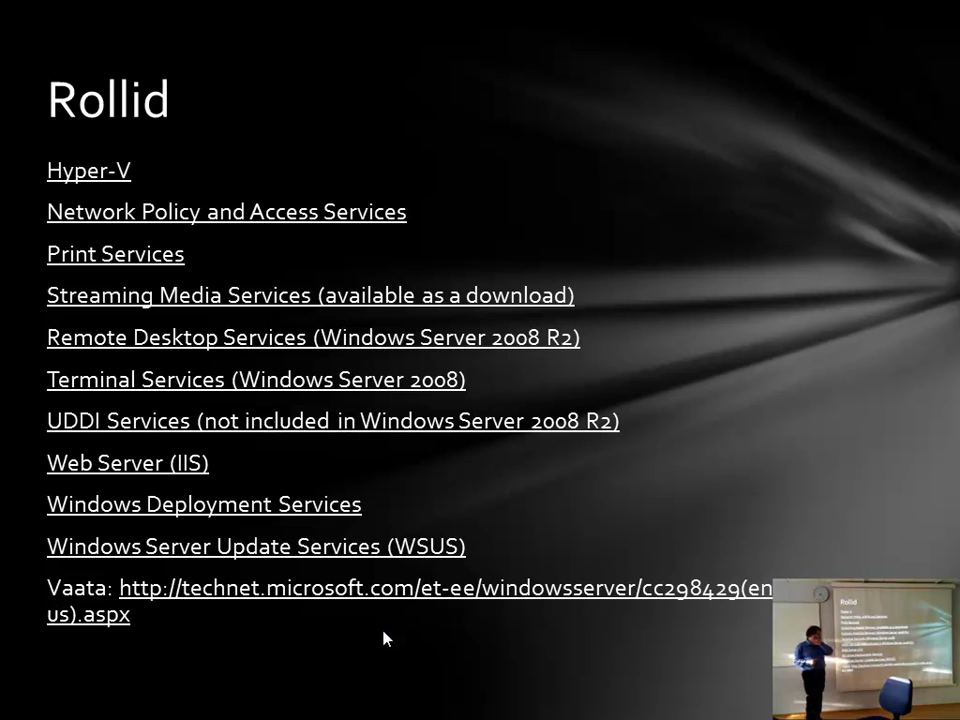 Rollid
Hyper-V
Network Policy and Access Services
Print Services
Streaming Media Services (available as a download)
Remote Desktop Services (Windows Server 2008 R2)
Terminal Services (Windows Server 2008)
UDDI Services (not included in Windows Server 2008 R2)
Web Server (IIS)
Windows Deployment Services
Windows Server Update Services (WSUS)
Vaata: http://technet.microsoft.com/et-ee/windowsserver/cc298429(en
us).aspx
Rollid